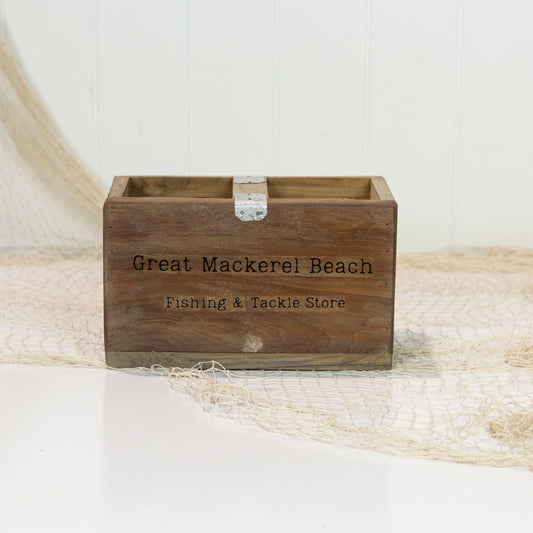 Great Mackerel Beach
Fishing & Tackle Store